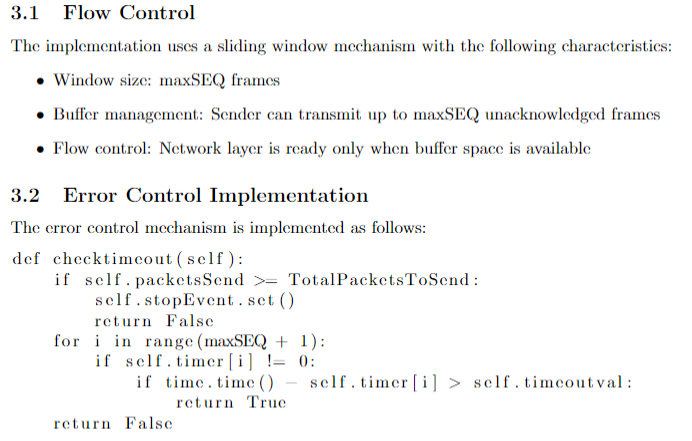 3.1 Flow Control
The implementation uses a sliding window mechanism with the following characteristics:
• Window size: maxSEQ frames
• Buffer management: Sender can transmit up to maxSEQ unacknowledged frames
• Flow control: Network layer is ready only when buffer space is available
3.2 Error Control Implementation
The error control mechanism is implemented as follows:
def checktimeout(self):
    if self.packetsSend >= TotalPacketsToSend:
        self.stopEvent.set()
        return False
    for i in range(maxSEQ + 1):
        if self.timer[i] != 0:
            if time.time() - self.timer[i] > self.timeoutval:
                return True
    return False